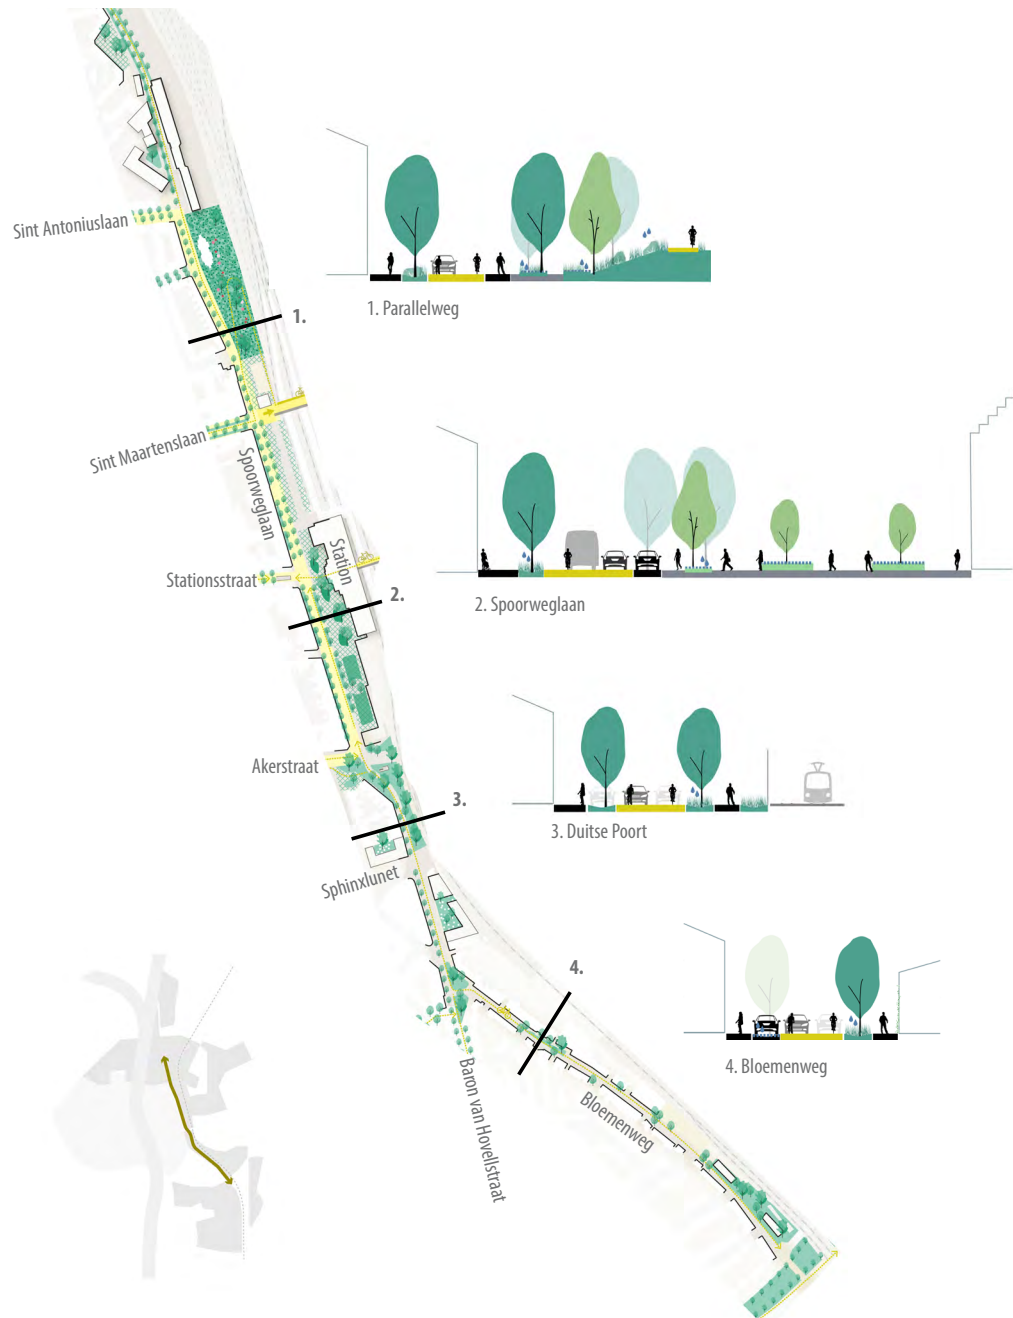 Sint Antoniuslaan
1.
1. Parallelweg
Sint Maartenslaan
Spoorweglaan
Station
Stationsstraat
2.
2. Spoorweglaan
Akerstraat
3.
3. Duitse Poort
Sphinxlunet
4.
4. Bloemenweg
Baron van Hovellstraat
Bloemenweg